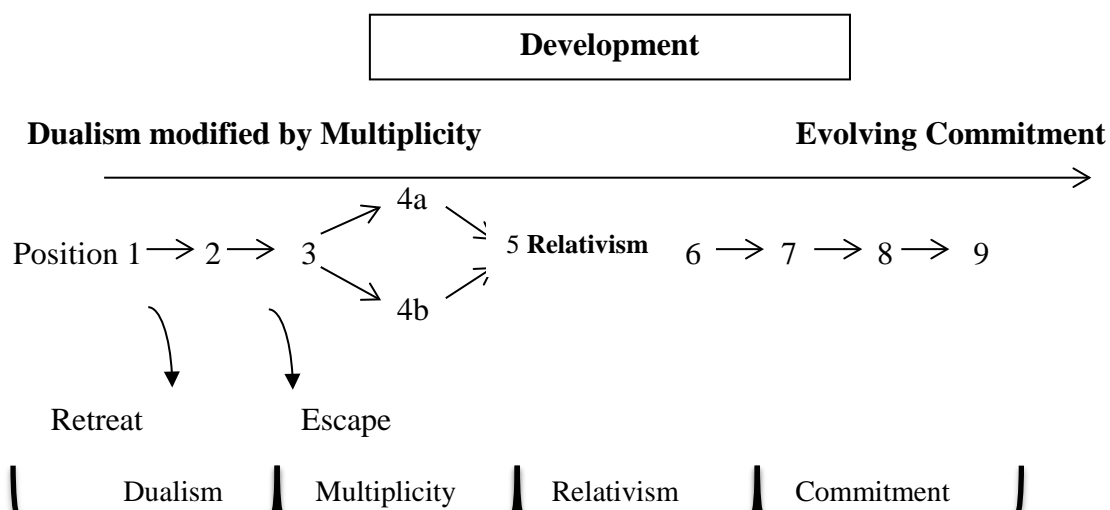 Development
Dualism modified by Multiplicity Evolving Commitment
4a
Position 1 2 3 5 Relativism 6 7 8 9
4b
Retreat Escape
Dualism Multiplicity Relativism Commitment